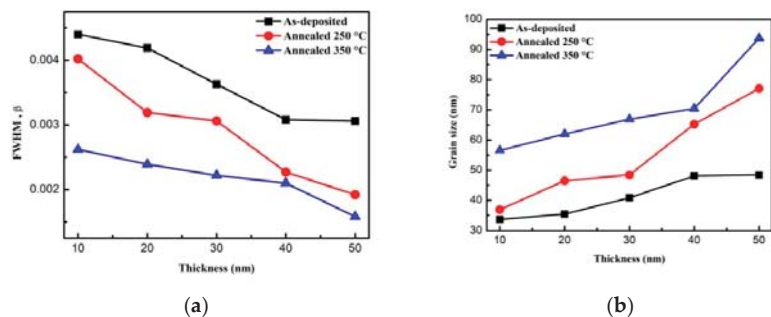 As-deposited
Annealed 250 °C
Annealed 350 °C
0.004
0.003
0.002
FWHM , β
10 20 30 40 50
Thickness (nm)
(a)
As-deposited
Annealed 250 °C
Annealed 350 °C
100
90
80
70
60
50
40
30
Grain size (nm)
10 20 30 40 50
Thickness (nm)
(b)